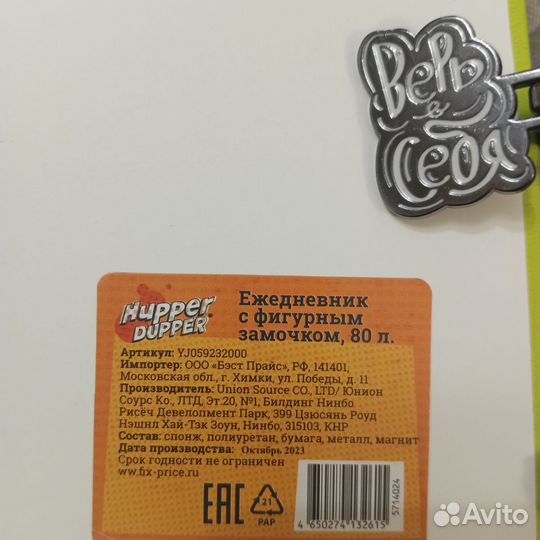 Верь
в
Себя
Hupper
DUPPER
Ежедневник
с фигурным
замочком, 80 л.
Артикул: YJ059232000
Импортер: ООО «Бэст Прайс», РФ, 141401,
Московская обл., г. Химки, ул. Победы, д. 11
Производитель: Union Source CO., LTD/ Юнион
Соурс Ко., ЛТД, Эт.20, №1, Билдинг Нинбо
Рисёч Девелопмент Парк, 399 Цзюсянь Роуд
Нэшнл Хай-Тэк Зоун, Нинбо, 315103, КНР
Состав: спонж, полиуретан, бумага, металл, магнит
Дата производства: Октябрь 2023
Срок годности не ограничен
www.fix-price.ru
EAC
21
PAP
4 650274 132615
5714024
Avito